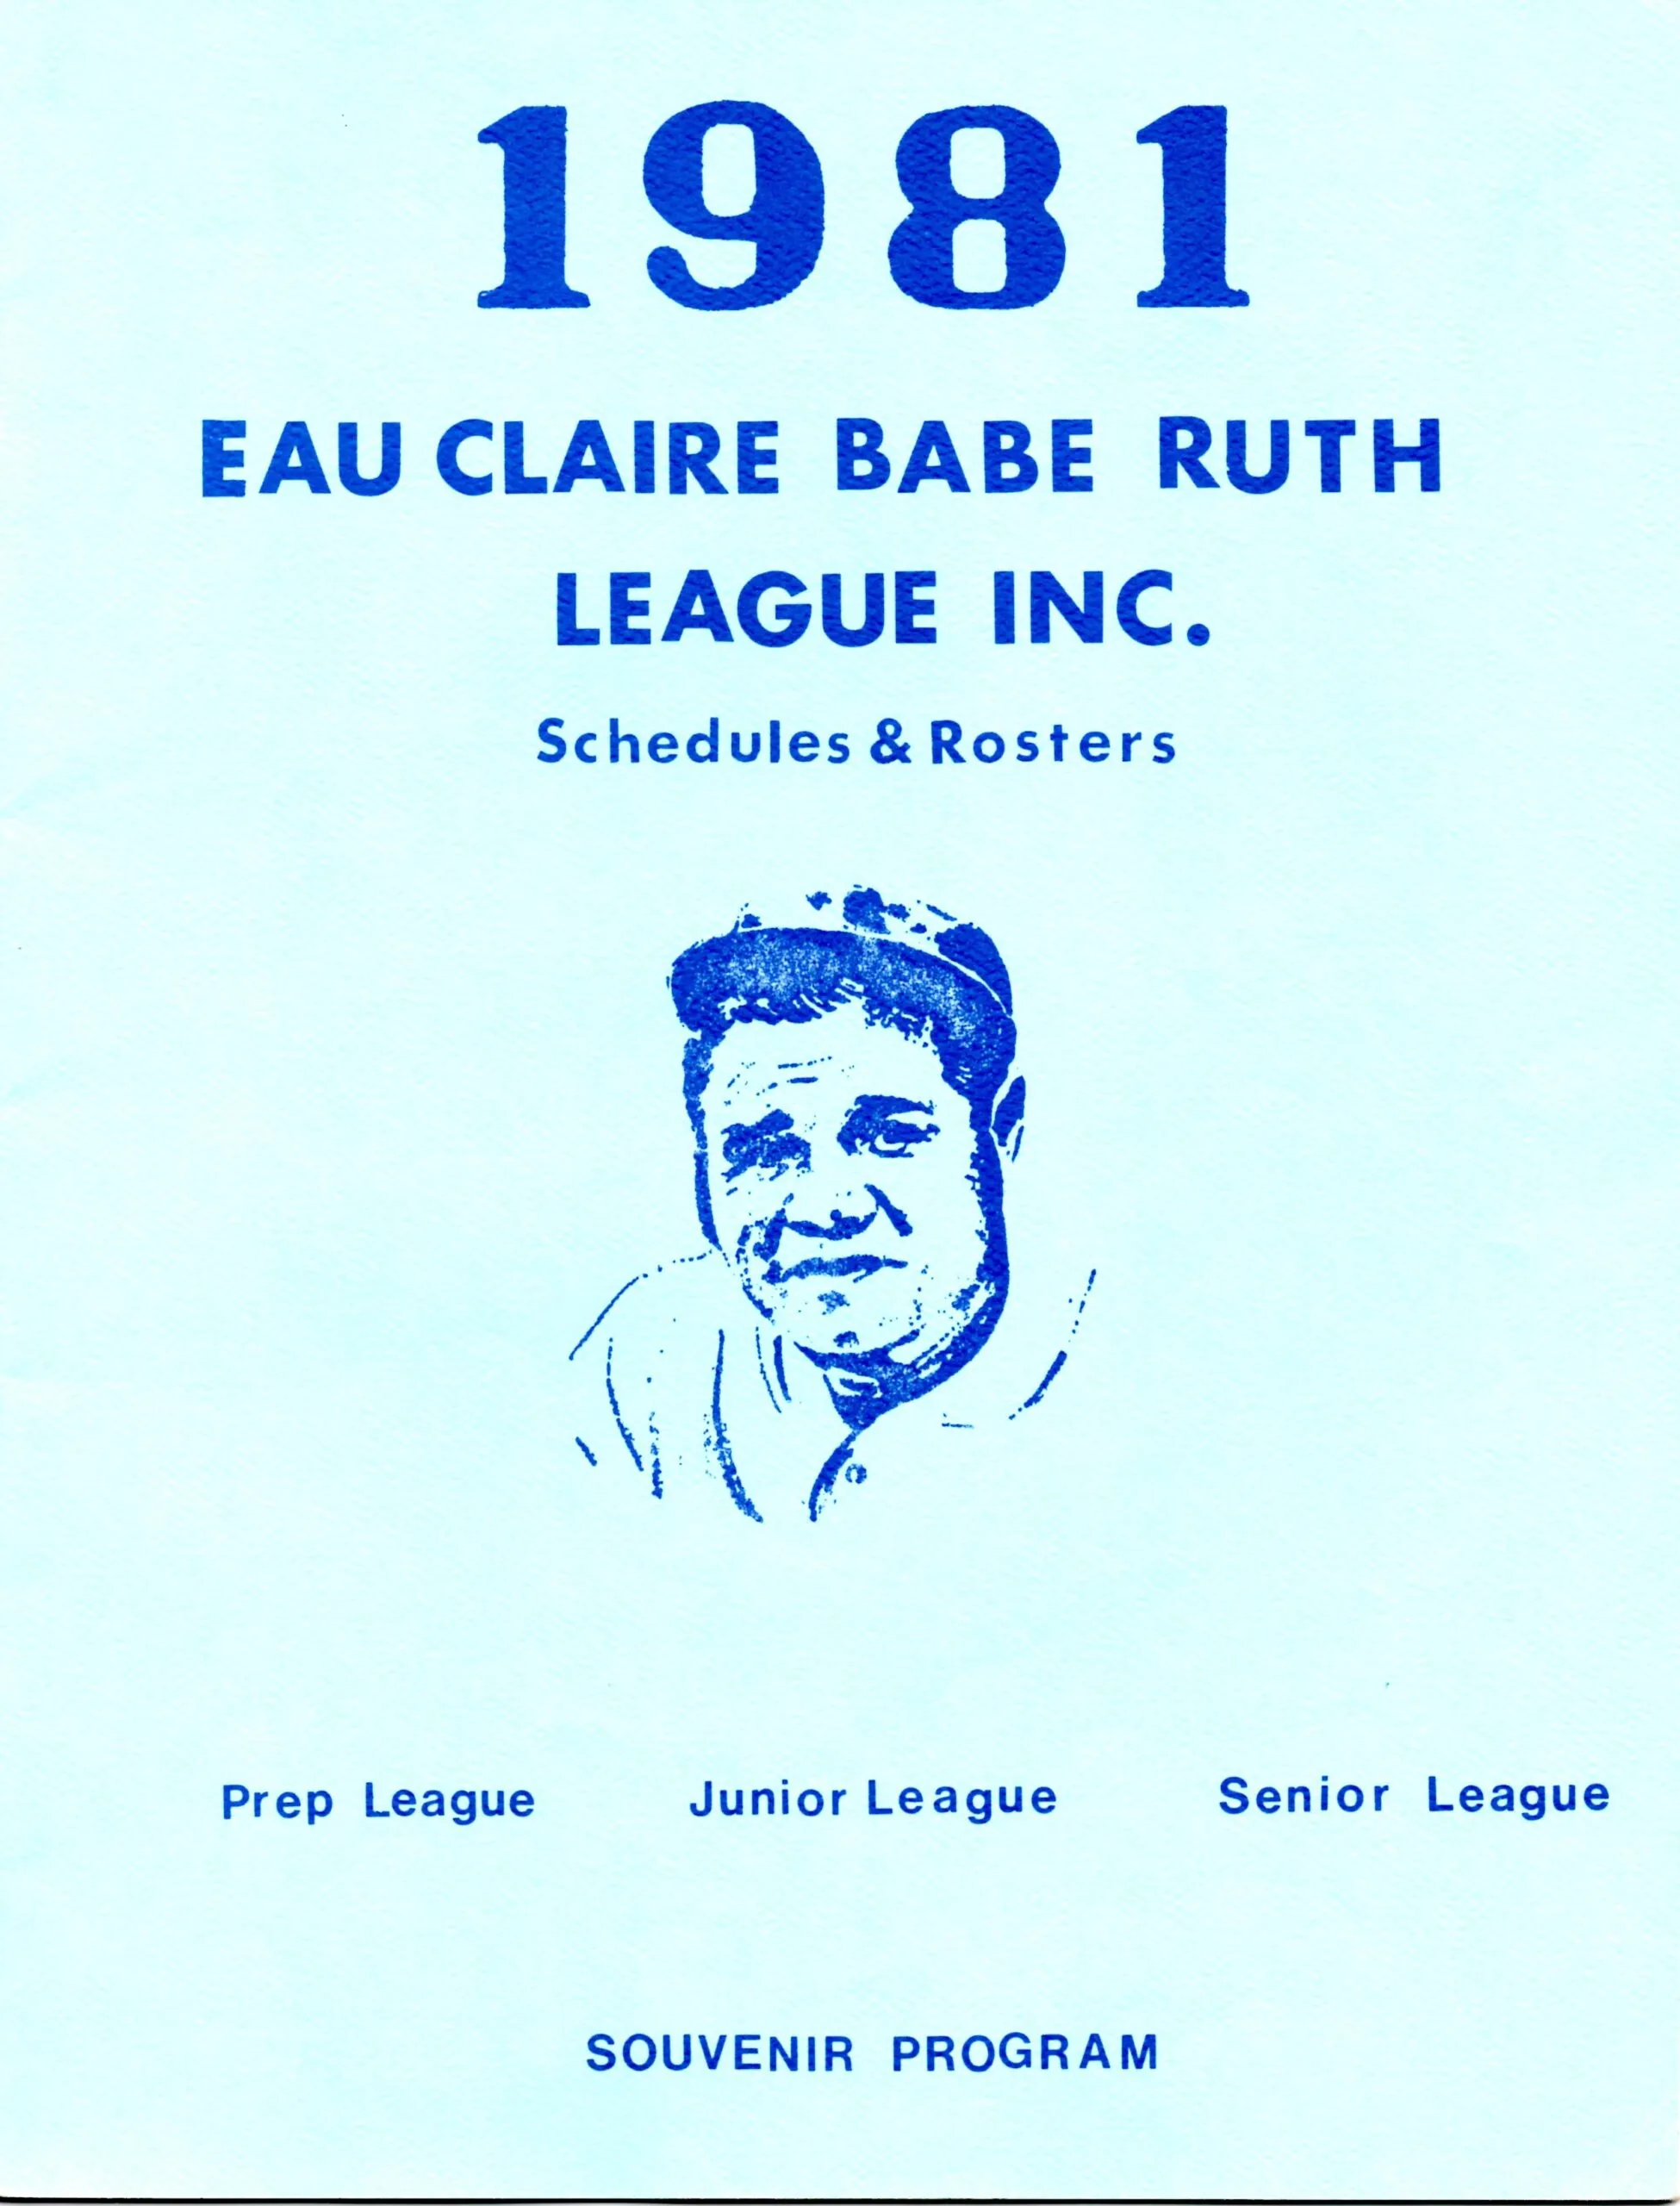 1981
EAU CLAIRE BABE RUTH
LEAGUE INC.
Schedules & Rosters
Prep League Junior League Senior League
SOUVENIR PROGRAM